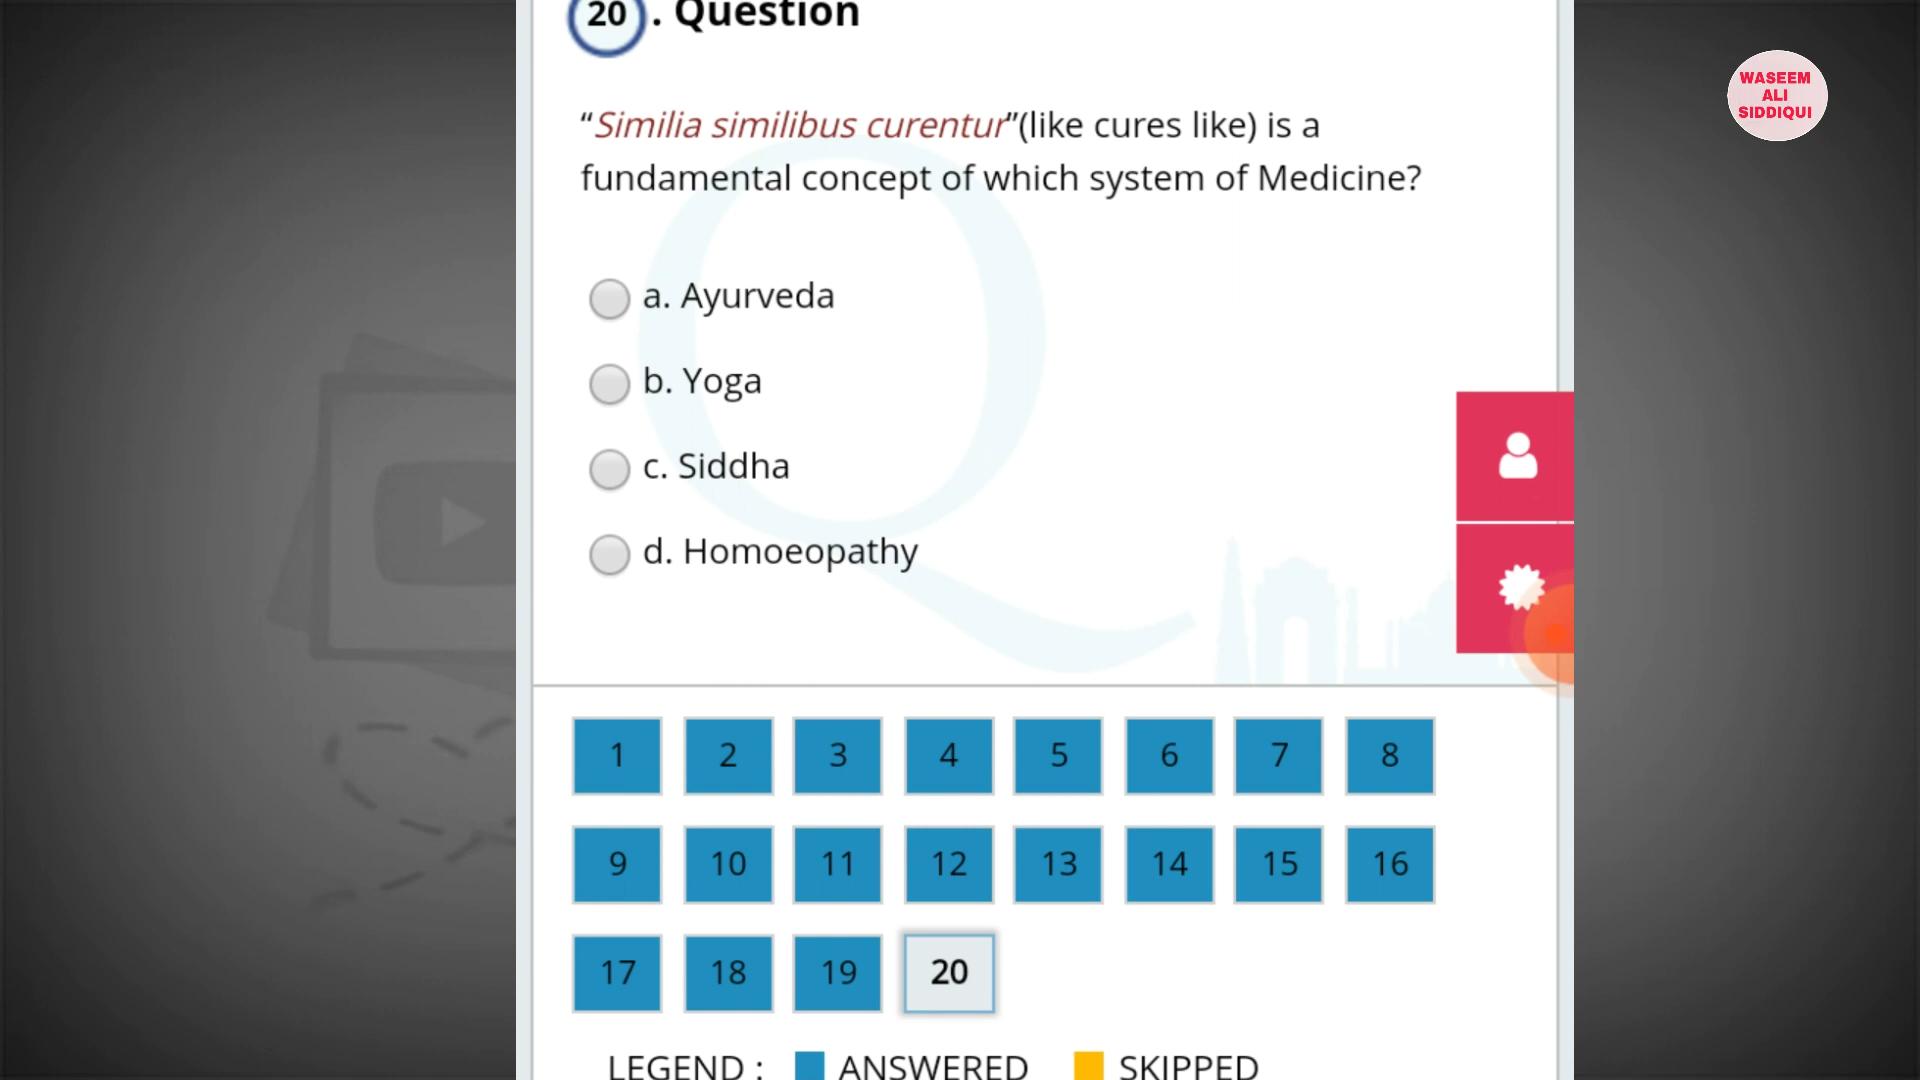 20 . Question
WASEEM
ALI
SIDDIQUI
“Similia similibus curentur”(like cures like) is a
fundamental concept of which system of Medicine?
a. Ayurveda
b. Yoga
c. Siddha
d. Homoeopathy
1 2 3 4 5 6 7 8
9 10 11 12 13 14 15 16
17 18 19 20
LEGEND : ANSWERED SKIPPED